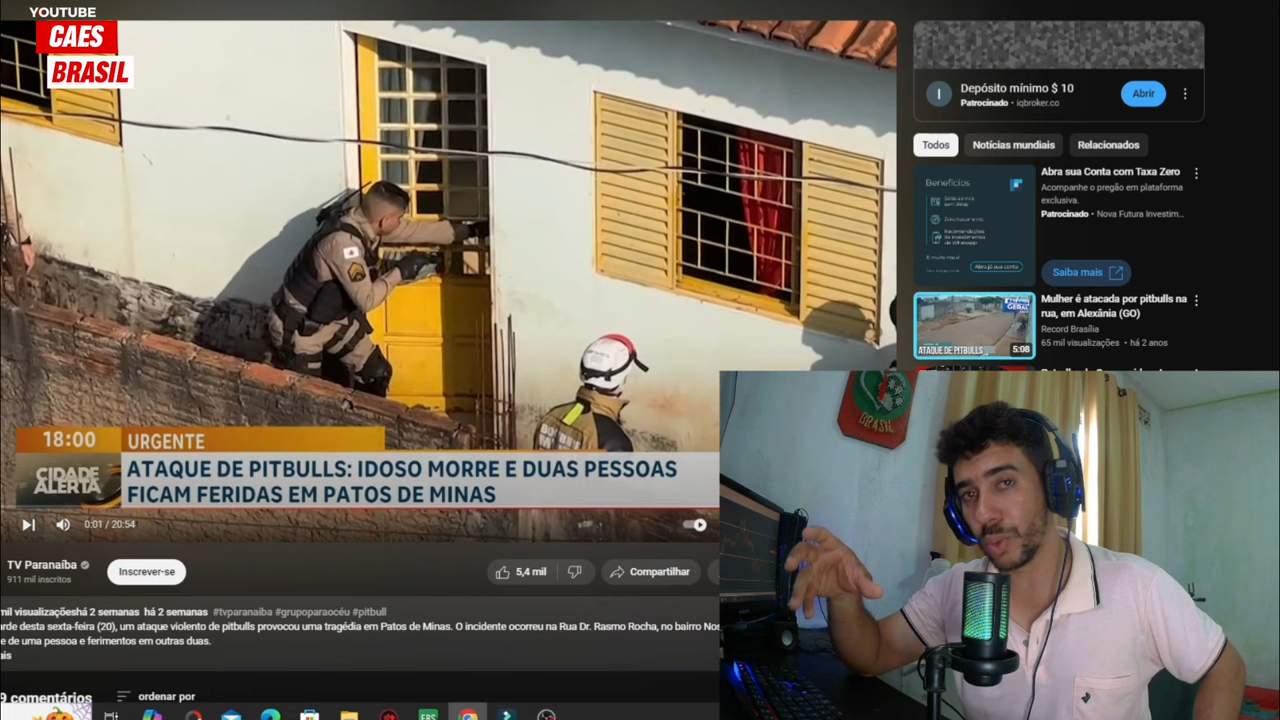 YOUTUBE
CAES
BRASIL
18:00
URGENTE
CIDADE
ALERTA
ATAQUE DE PITBULLS: IDOSO MORRE E DUAS PESSOAS
FICAM FERIDAS EM PATOS DE MINAS
0:01 / 20:54
TV Paranaíba
911 mil inscritos
Inscrever-se
5,4 mil
Compartilhar
mil visualizações há 2 semanas há 2 semanas #tvparanaiba #grupoparaocéu #pitbull
rde desta sexta-feira (20), um ataque violento de pitbulls provocou uma tragédia em Patos de Minas. O incidente ocorreu na Rua Dr. Rasmo Rocha, no bairro Nos
e de uma pessoa e ferimentos em outras duas.
ais
9 comentários
ordenar por
I
Depósito mínimo $ 10
Patrocinado • iqbroker.co
Abrir
Todos
Notícias mundiais
Relacionados
Benefícios
Abra sua Conta com Taxa Zero
Acompanhe o pregão em plataforma
exclusiva.
Patrocinado • Nova Futura Investim...
Saiba mais
Mulher é atacada por pitbulls na
rua, em Alexânia (GO)
Record Brasília
65 mil visualizações • há 2 anos
ATAQUE DE PITBULLS
5:08
BRASIL